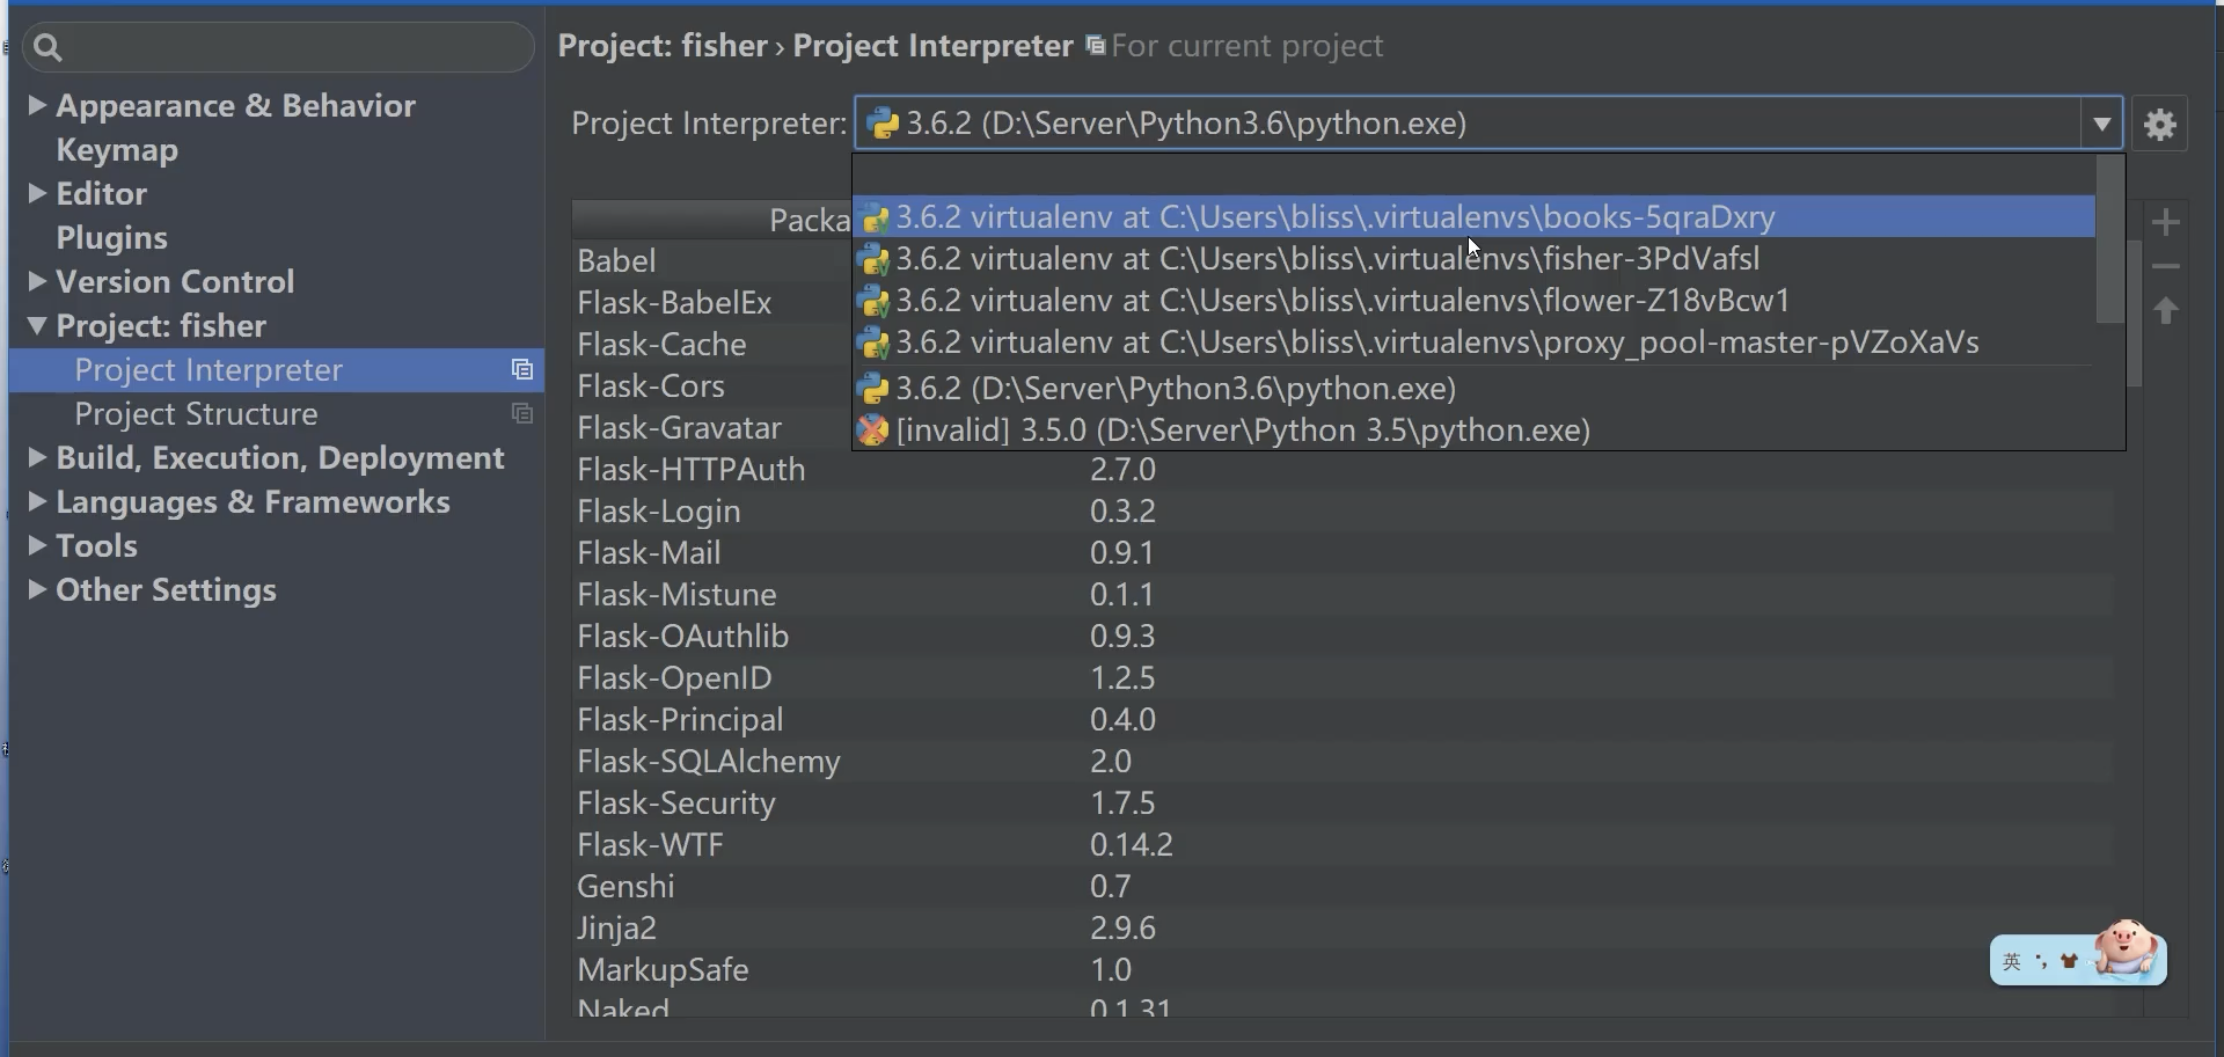 Project: fisher › Project Interpreter For current project
Appearance & Behavior
Keymap
Editor
Plugins
Version Control
Project: fisher
Project Interpreter
Project Structure
Build, Execution, Deployment
Languages & Frameworks
Tools
Other Settings
Project Interpreter: 3.6.2 (D:\Server\Python3.6\python.exe)
3.6.2 virtualenv at C:\Users\bliss\.virtualenvs\books-5qraDxry
3.6.2 virtualenv at C:\Users\bliss\.virtualenvs\fisher-3PdVafsl
3.6.2 virtualenv at C:\Users\bliss\.virtualenvs\flower-Z18vBcw1
3.6.2 virtualenv at C:\Users\bliss\.virtualenvs\proxy_pool-master-pVZoXaVs
3.6.2 (D:\Server\Python3.6\python.exe)
[invalid] 3.5.0 (D:\Server\Python 3.5\python.exe)
Packa
Babel
Flask-BabelEx
Flask-Cache
Flask-Cors
Flask-Gravatar
Flask-HTTPAuth 2.7.0
Flask-Login 0.3.2
Flask-Mail 0.9.1
Flask-Mistune 0.1.1
Flask-OAuthlib 0.9.3
Flask-OpenID 1.2.5
Flask-Principal 0.4.0
Flask-SQLAlchemy 2.0
Flask-Security 1.7.5
Flask-WTF 0.14.2
Genshi 0.7
Jinja2 2.9.6
MarkupSafe 1.0
Naked 0.1.31
英